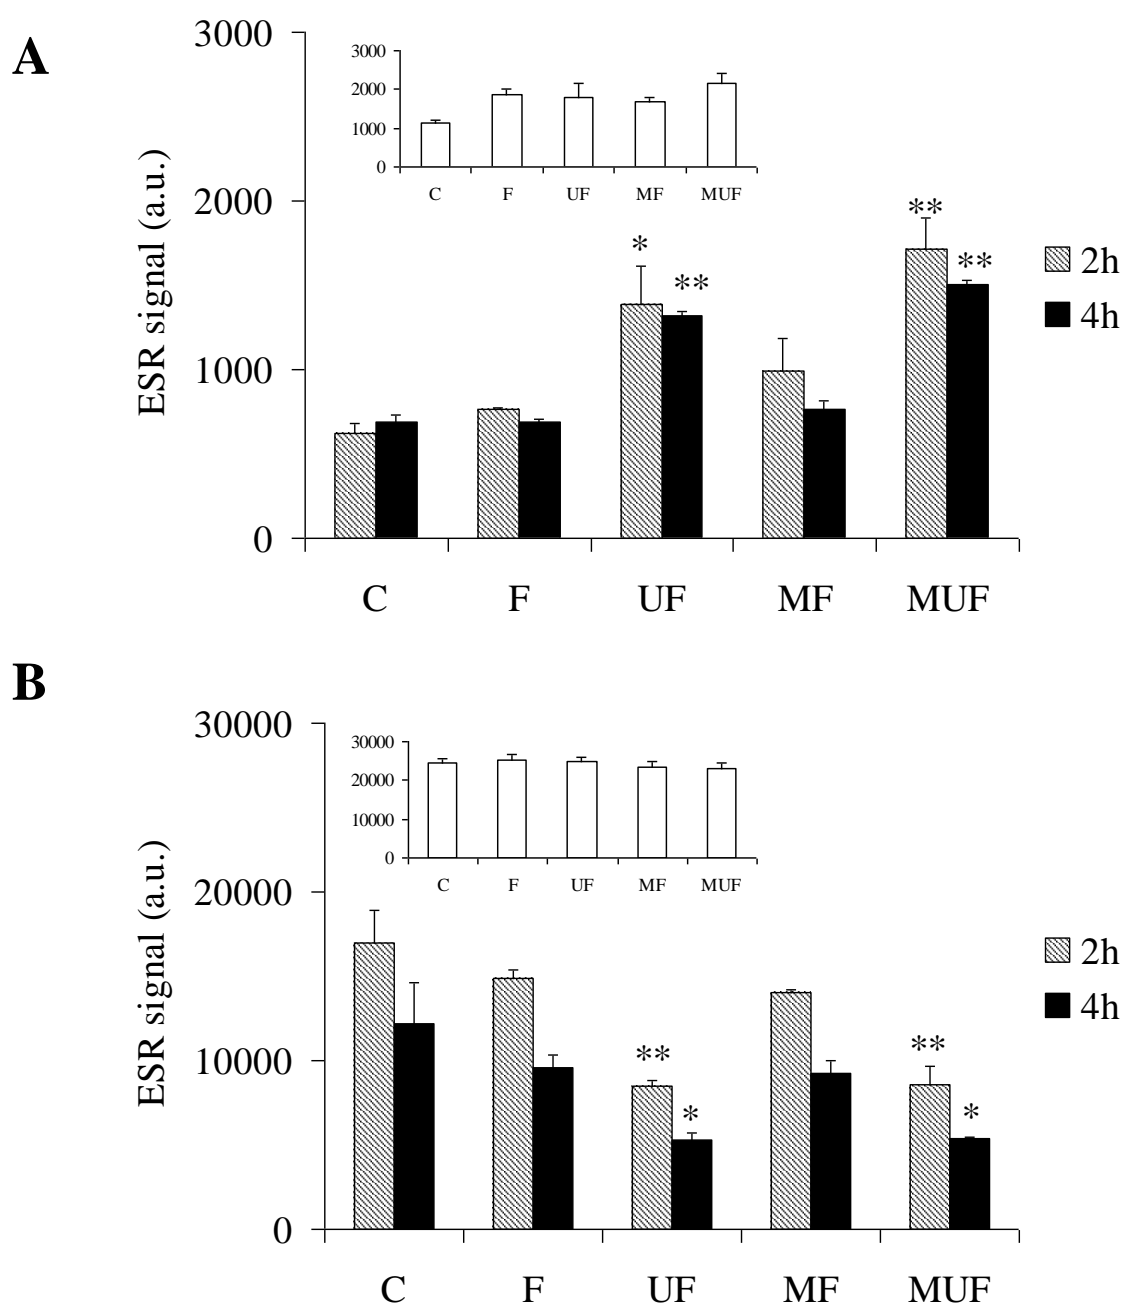 A
3000
2000
1000
0
ESR signal (a.u.)
3000
2000
1000
0
C F UF MF MUF
*
**
**
**
2h
4h
C F UF MF MUF
B
30000
20000
10000
0
ESR signal (a.u.)
30000
20000
10000
0
C F UF MF MUF
**
*
**
*
2h
4h
C F UF MF MUF